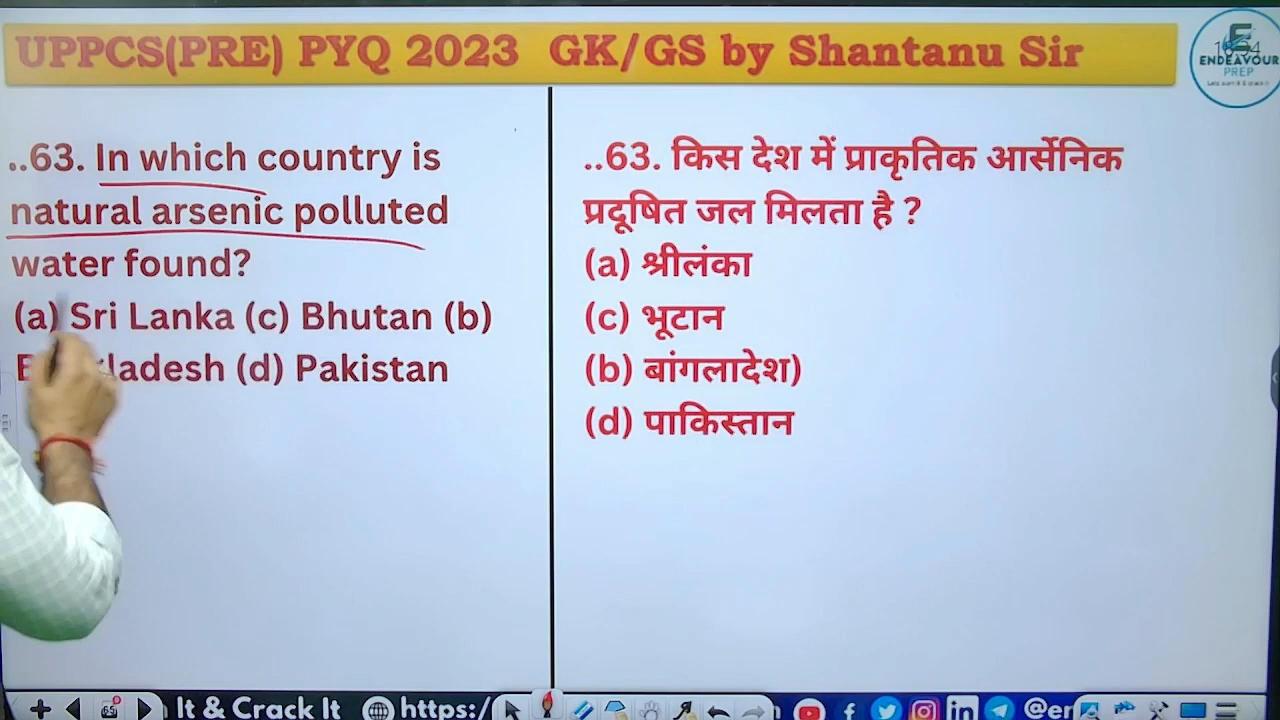 UPPCS(PRE) PYQ 2023 GK/GS by Shantanu Sir
ENDEAVOUR
PREP
..63. In which country is
natural arsenic polluted
water found?
(a) Sri Lanka (c) Bhutan (b)
(d) Pakistan
..63. किस देश में प्राकृतिक आर्सेनिक
प्रदूषित जल मिलता है ?
(a) श्रीलंका
(c) भूटान
(b) बांगलादेश)
(d) पाकिस्तान
It & Crack It
https:/
@er